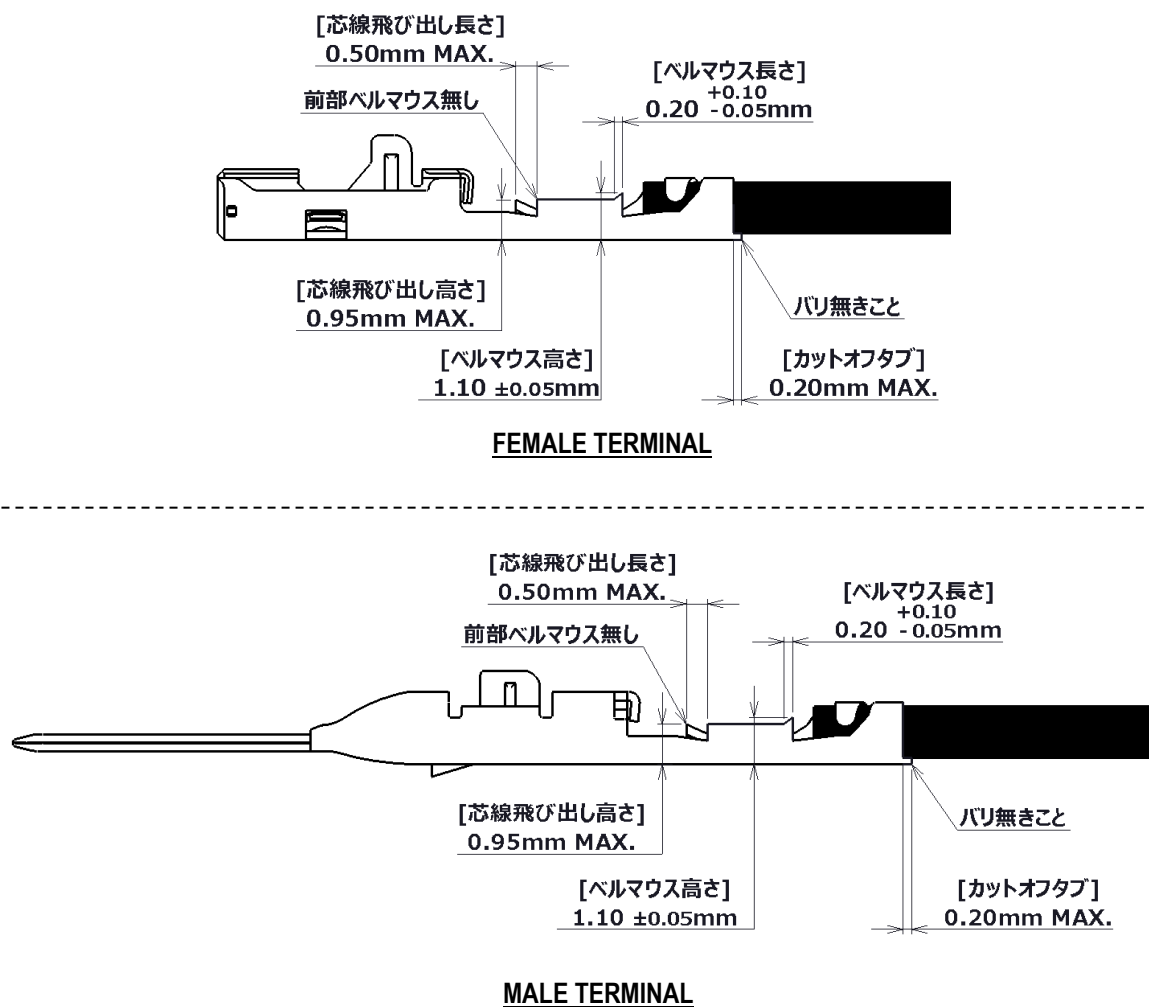 [芯線飛び出し長さ]
0.50mm MAX.
[ベルマウス長さ]
+0.10
0.20 -0.05mm
前部ベルマウス無し
[芯線飛び出し高さ]
0.95mm MAX.
バリ無きこと
[ベルマウス高さ]
1.10 ±0.05mm
[カットオフタブ]
0.20mm MAX.
FEMALE TERMINAL
[芯線飛び出し長さ]
0.50mm MAX.
[ベルマウス長さ]
+0.10
0.20 -0.05mm
前部ベルマウス無し
[芯線飛び出し高さ]
0.95mm MAX.
バリ無きこと
[ベルマウス高さ]
1.10 ±0.05mm
[カットオフタブ]
0.20mm MAX.
MALE TERMINAL